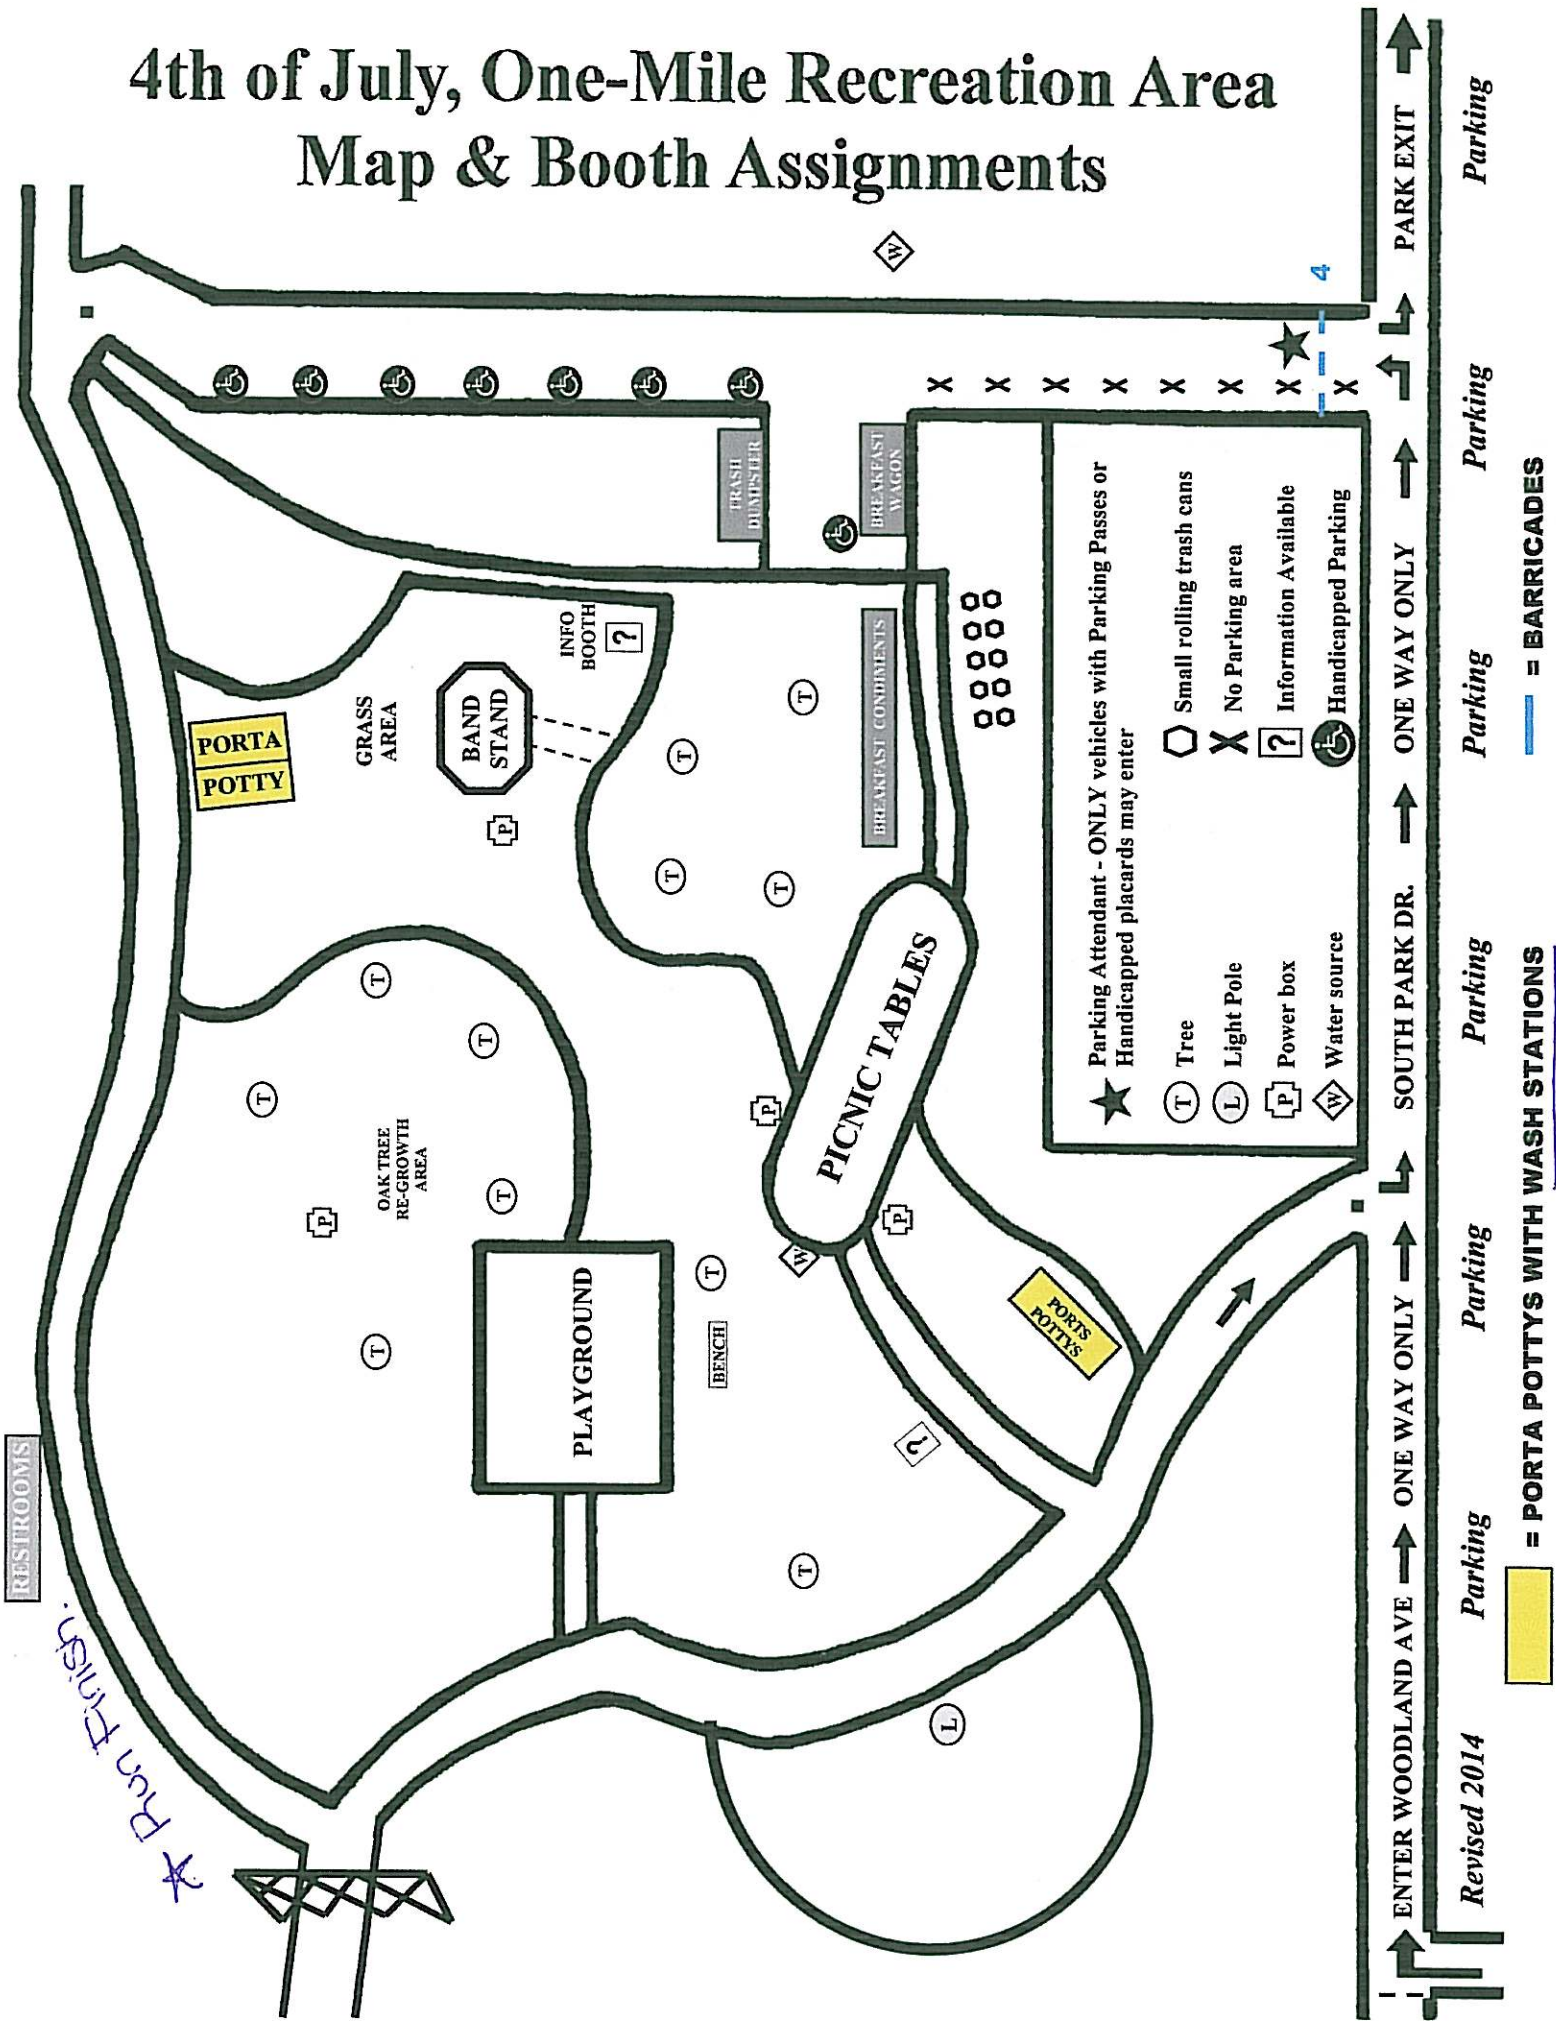 4th of July, One-Mile Recreation Area
Map & Booth Assignments
W
4
PARK EXIT
Parking
TRASH
DUMPSTER
BREAKFAST
WAGON
X X X X X X X X
INFO
BOOTH
?
GRASS
AREA
BAND
STAND
PORTA
POTTY
P
T
T
T
T
BREAKFAST CONDIMENTS
PICNIC TABLES
P
W
P
T
T
T
T
T
OAK TREE
RE-GROWTH
AREA
P
PLAYGROUND
T
BENCH
T
?
PORTS
POTTYS
L
RESTROOMS
* Run Finish.
Parking Attendant - ONLY vehicles with Parking Passes or
Handicapped placards may enter
T Tree
L Light Pole
P Power box
W Water source
Small rolling trash cans
X No Parking area
? Information Available
Handicapped Parking
ENTER WOODLAND AVE ONE WAY ONLY SOUTH PARK DR. ONE WAY ONLY
Revised 2014 Parking Parking Parking Parking Parking
= PORTA POTTYS WITH WASH STATIONS = BARRICADES